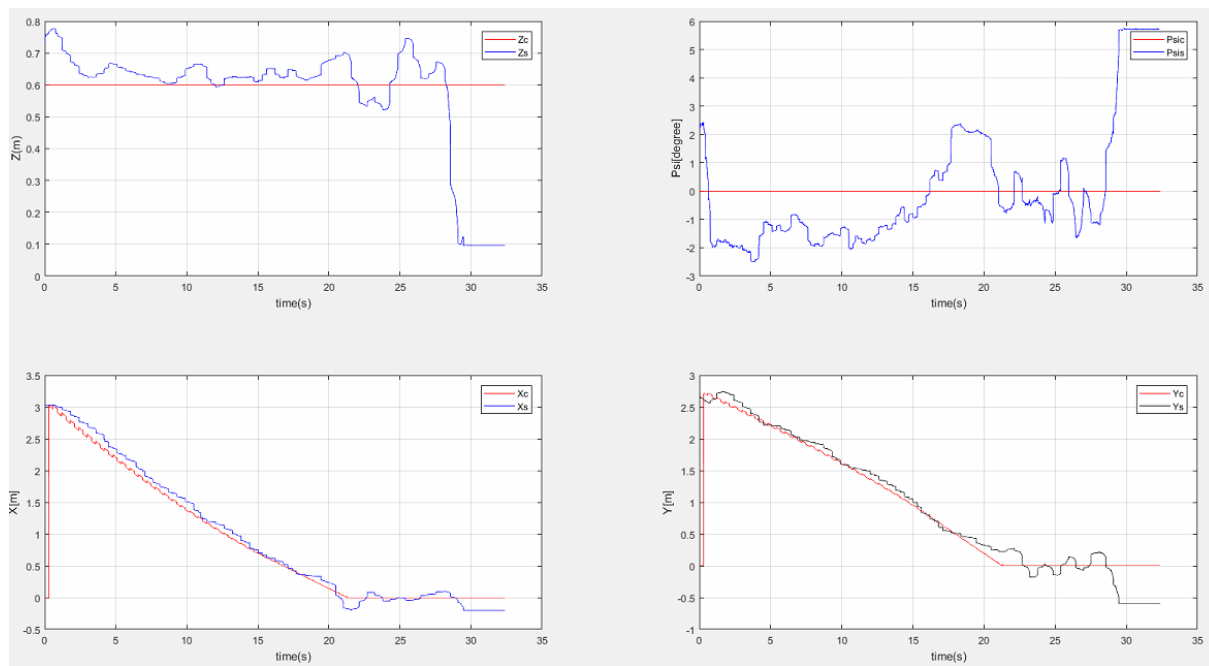 0.8
0.7
0.6
0.5
0.4
0.3
0.2
0.1
0
Z(m)
0 5 10 15 20 25 30 35
time(s)
Zc
Zs
6
5
4
3
2
1
0
-1
-2
-3
Psi[degree]
0 5 10 15 20 25 30 35
time(s)
Psic
Psis
3.5
3
2.5
2
1.5
1
0.5
0
-0.5
X[m]
0 5 10 15 20 25 30 35
time(s)
Xc
Xs
3
2.5
2
1.5
1
0.5
0
-0.5
-1
Y[m]
0 5 10 15 20 25 30 35
time(s)
Yc
Ys